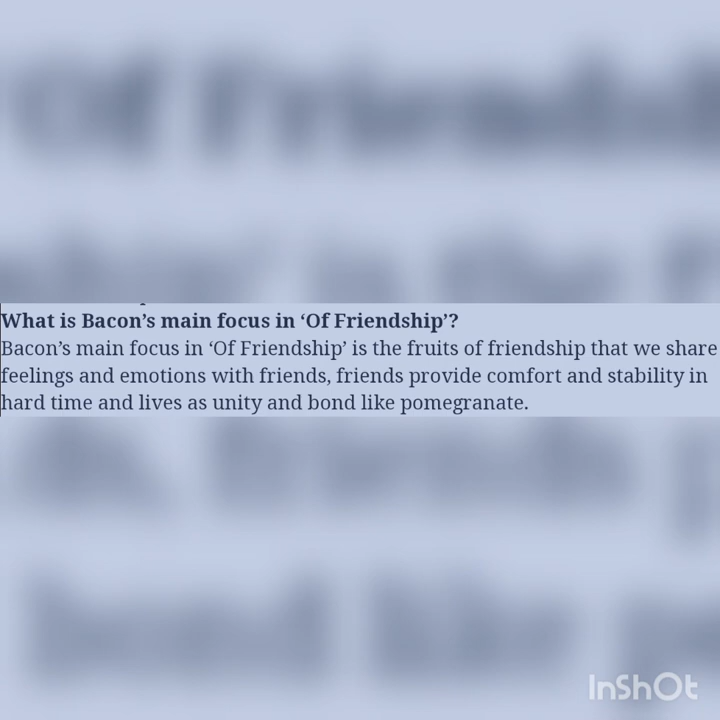 What is Bacon’s main focus in ‘Of Friendship’?
Bacon’s main focus in ‘Of Friendship’ is the fruits of friendship that we share
feelings and emotions with friends, friends provide comfort and stability in
hard time and lives as unity and bond like pomegranate.
InShOt